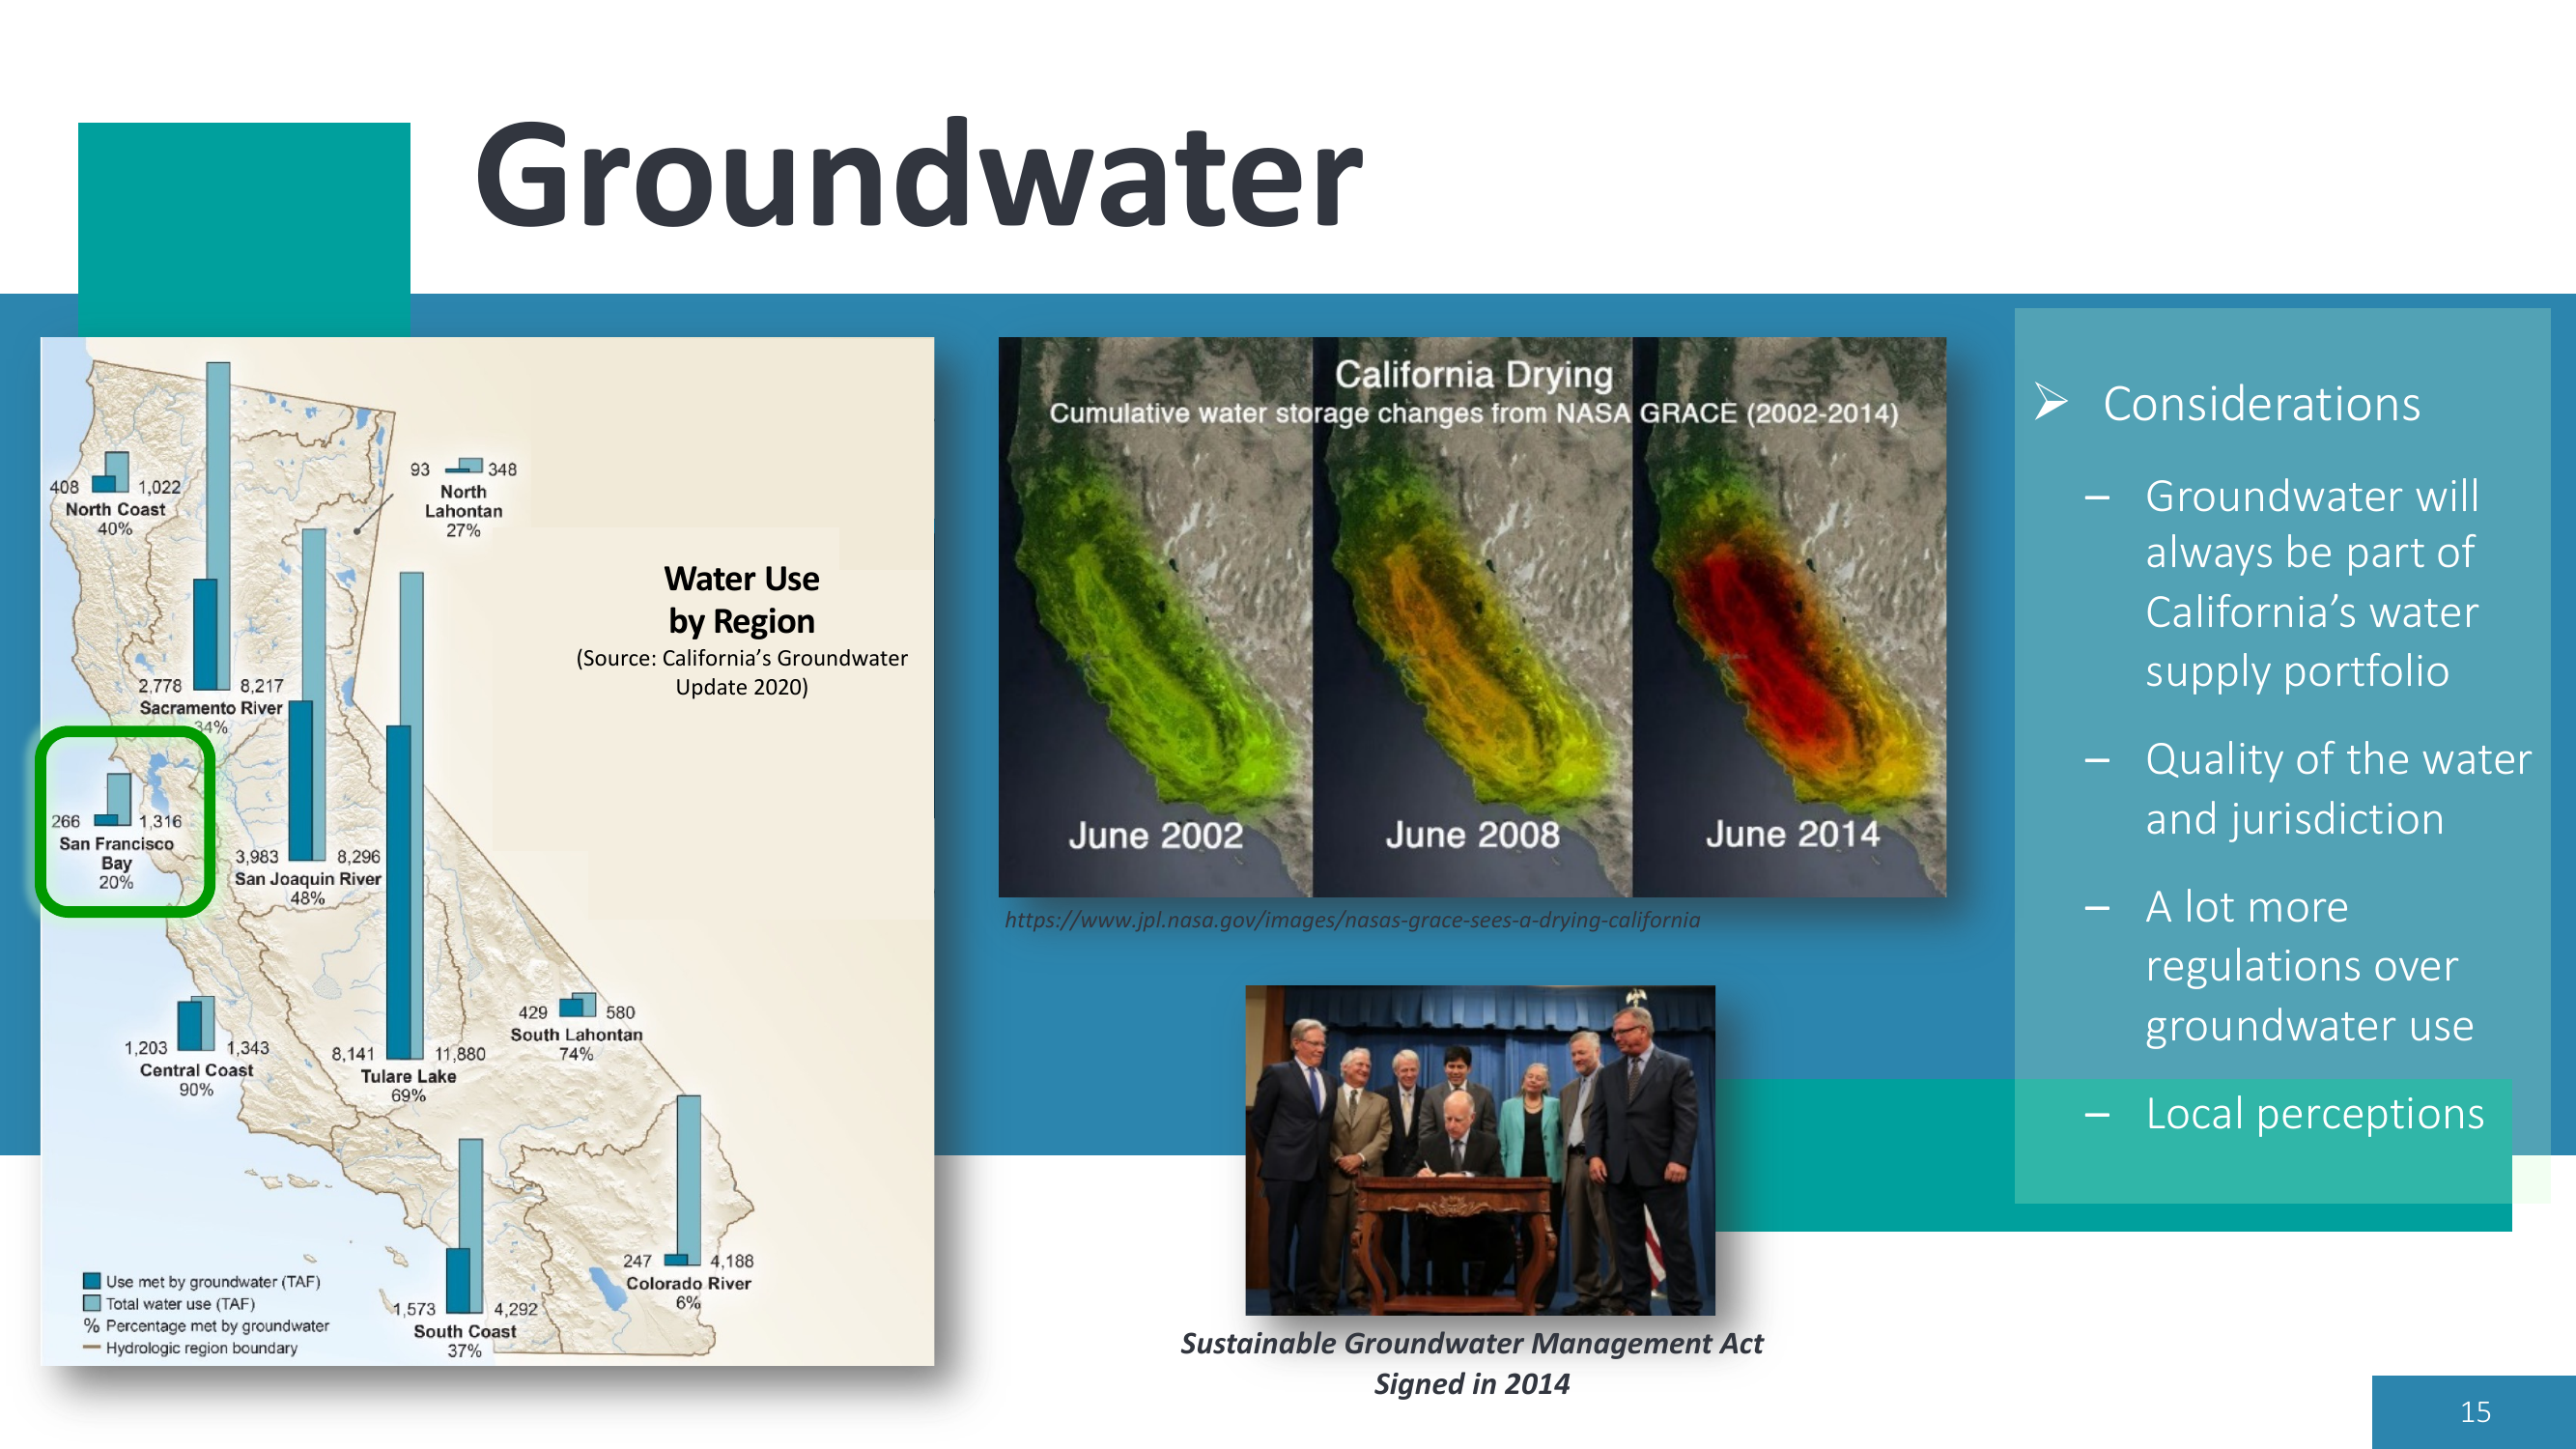 Groundwater
408 1,022
North Coast
40%
93 348
North
Lahontan
27%
Water Use
by Region
(Source: California's Groundwater
Update 2020)
2,778 8,217
Sacramento River
34%
266 1,316
San Francisco
Bay
20%
3,983 8,296
San Joaquin River
48%
1,203 1,343
Central Coast
90%
8,141 11,880
Tulare Lake
69%
429 580
South Lahontan
74%
247 4,188
Colorado River
6%
1,573 4,292
South Coast
37%
Use met by groundwater (TAF)
Total water use (TAF)
% Percentage met by groundwater
Hydrologic region boundary
California Drying
Cumulative water storage changes from NASA GRACE (2002-2014)
June 2002
June 2008
June 2014
https://www.jpl.nasa.gov/images/nasas-grace-sees-a-drying-california
Sustainable Groundwater Management Act
Signed in 2014
➢ Considerations
– Groundwater will
always be part of
California's water
supply portfolio
– Quality of the water
and jurisdiction
– A lot more
regulations over
groundwater use
– Local perceptions
15